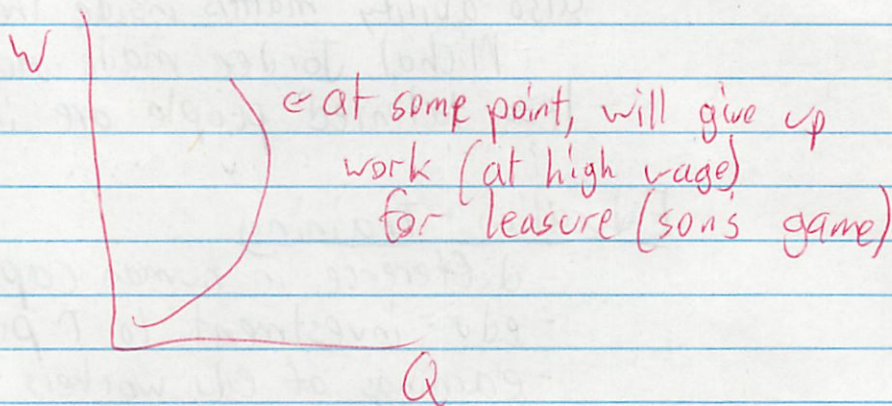 W
← at some point, will give up
work (at high wage)
for leasure (son's game)
Q